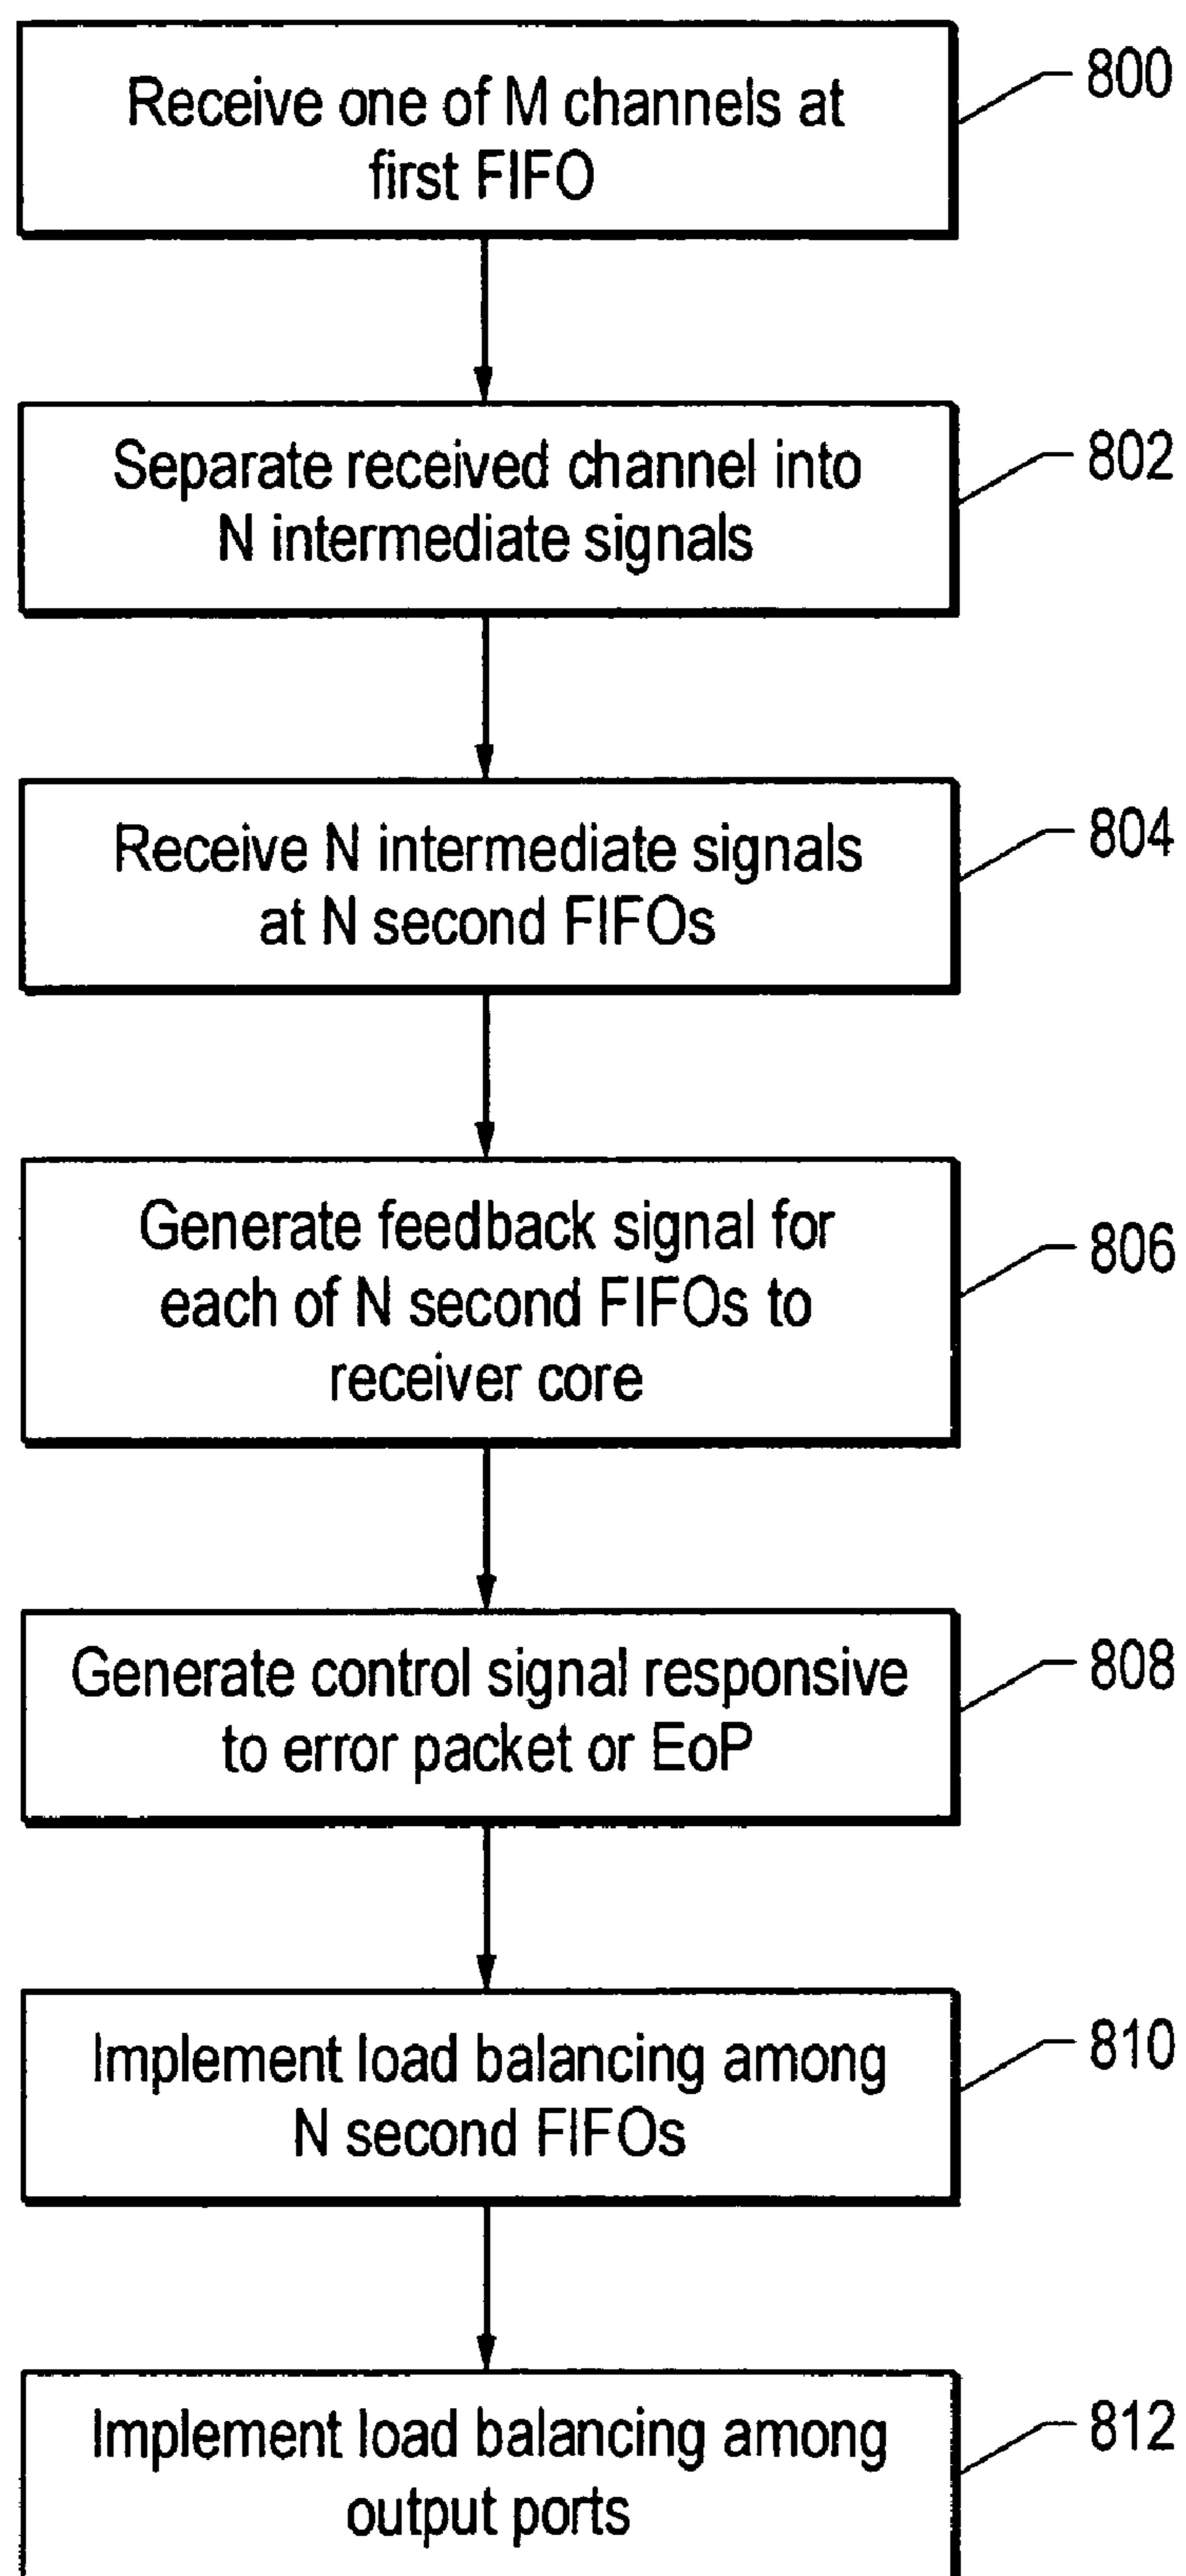 Receive one of M channels at
first FIFO
800
Separate received channel into
N intermediate signals
802
Receive N intermediate signals
at N second FIFOs
804
Generate feedback signal for
each of N second FIFOs to
receiver core
806
Generate control signal responsive
to error packet or EoP
808
Implement load balancing among
N second FIFOs
810
Implement load balancing among
output ports
812